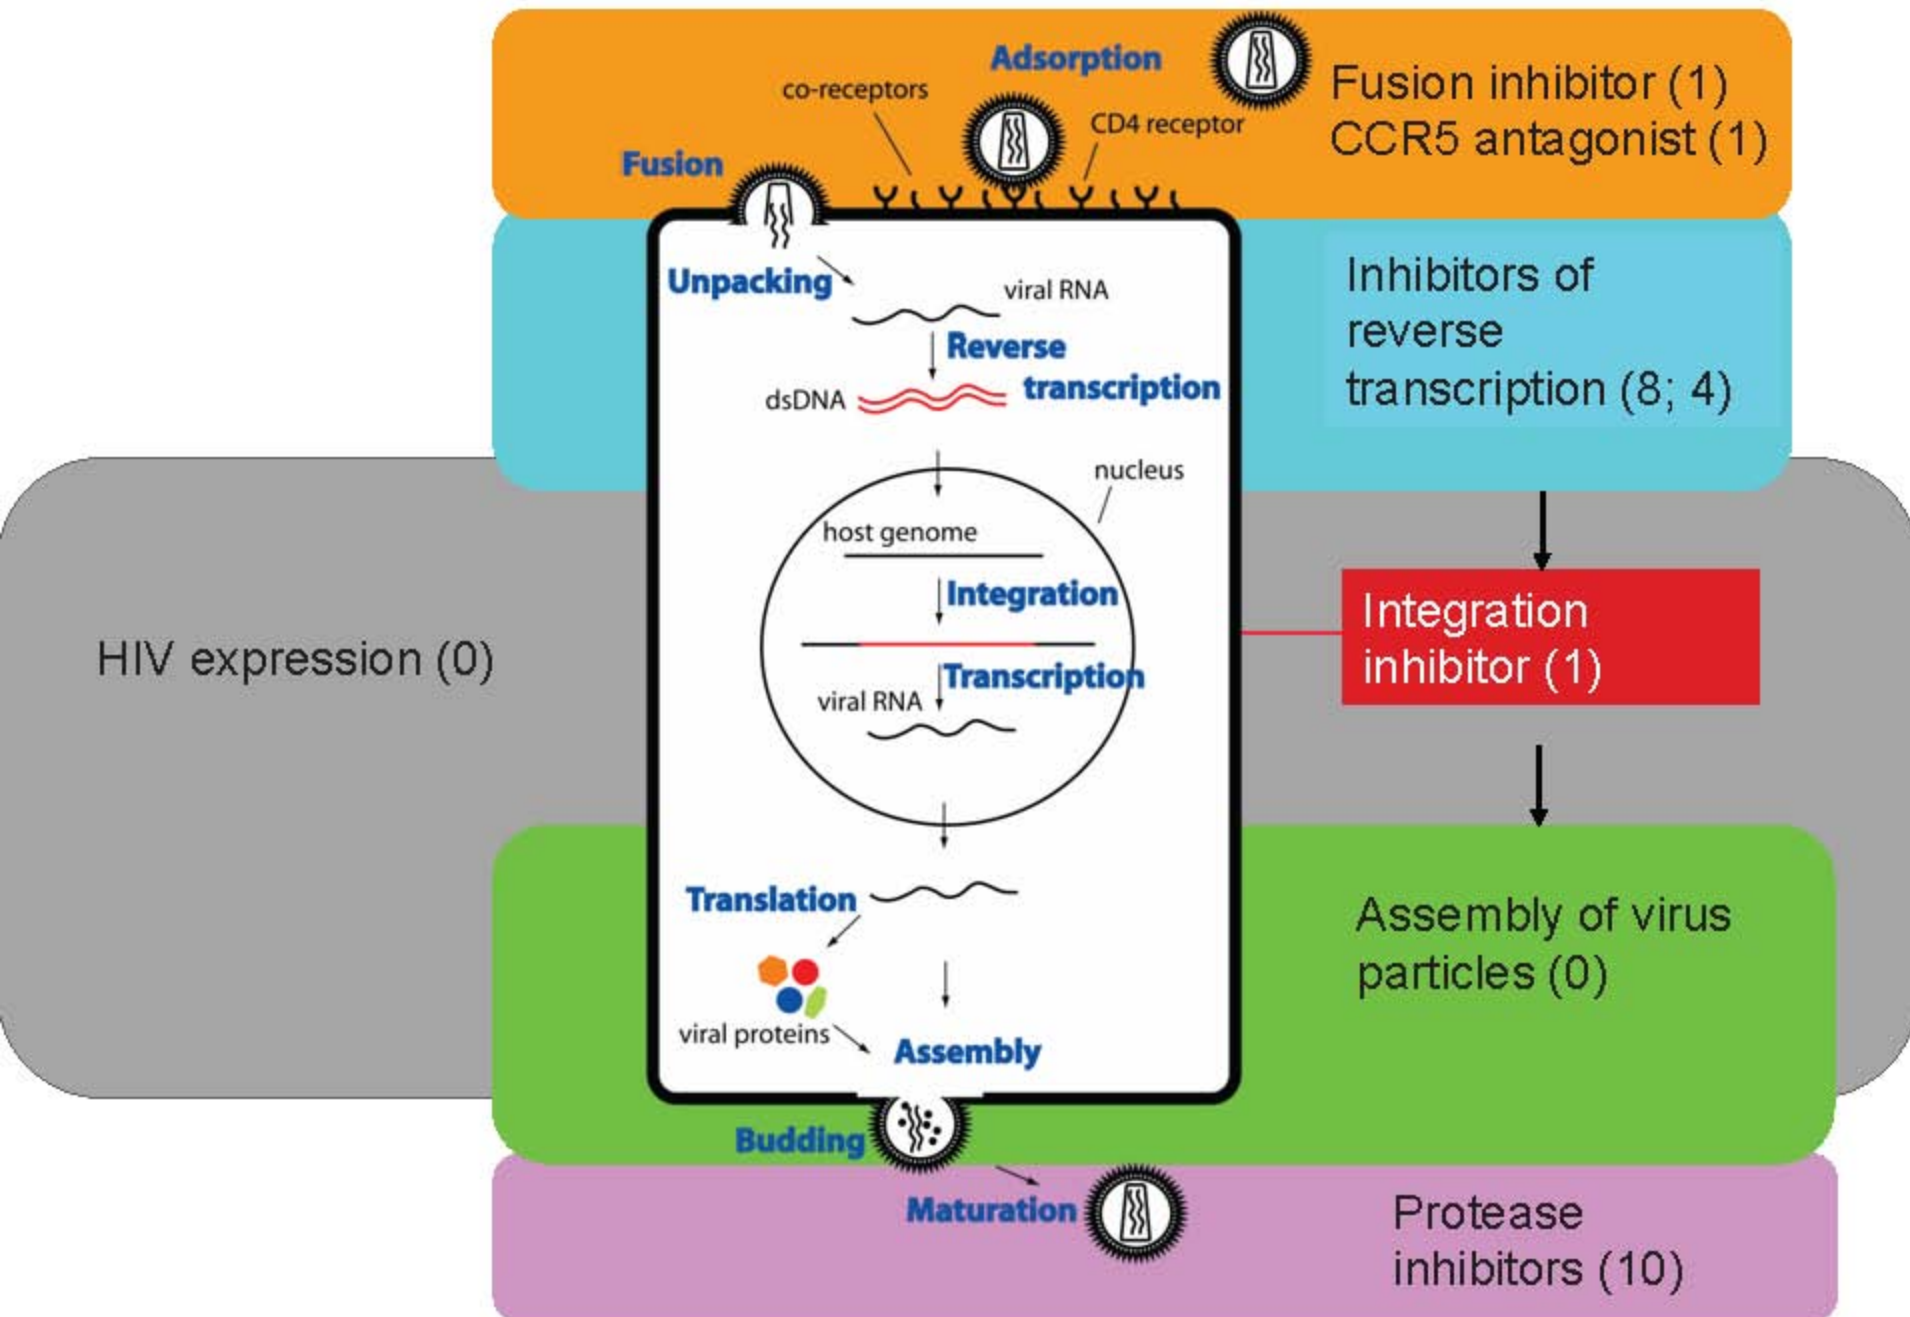 Adsorption
co-receptors
CD4 receptor
Fusion
Fusion inhibitor (1)
CCR5 antagonist (1)
Unpacking
viral RNA
Reverse
transcription
dsDNA
Inhibitors of
reverse
transcription (8; 4)
nucleus
host genome
Integration
Transcription
viral RNA
HIV expression (0)
Integration
inhibitor (1)
Translation
viral proteins
Assembly
Assembly of virus
particles (0)
Budding
Maturation
Protease
inhibitors (10)